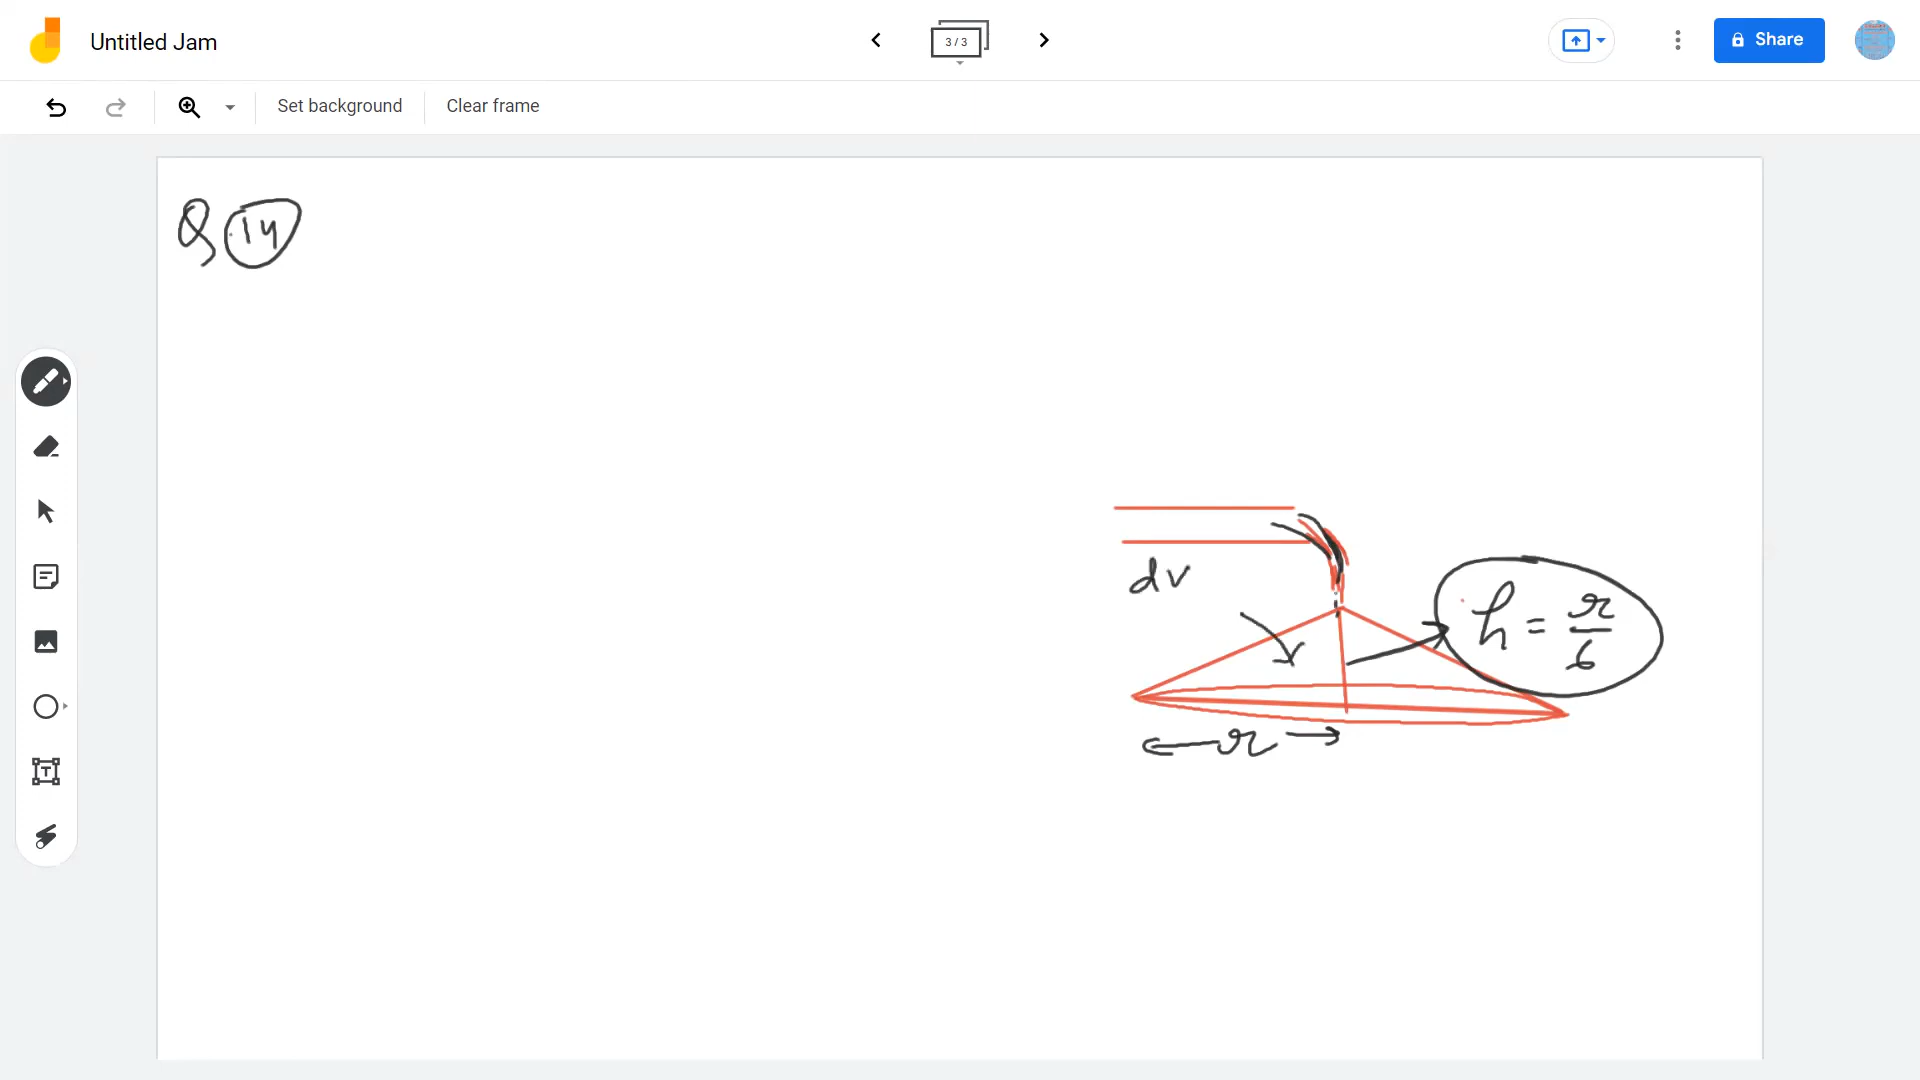 Untitled Jam
3 / 3
Share
Set background
Clear frame
Q 14
dv
h = r/6
r